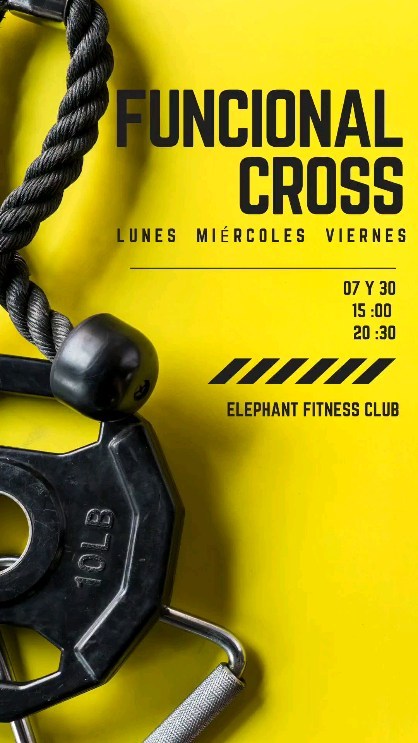 FUNCIONAL
CROSS
LUNES MIÉRCOLES VIERNES
07 Y 30
15 :00
20 :30
ELEPHANT FITNESS CLUB
10LB